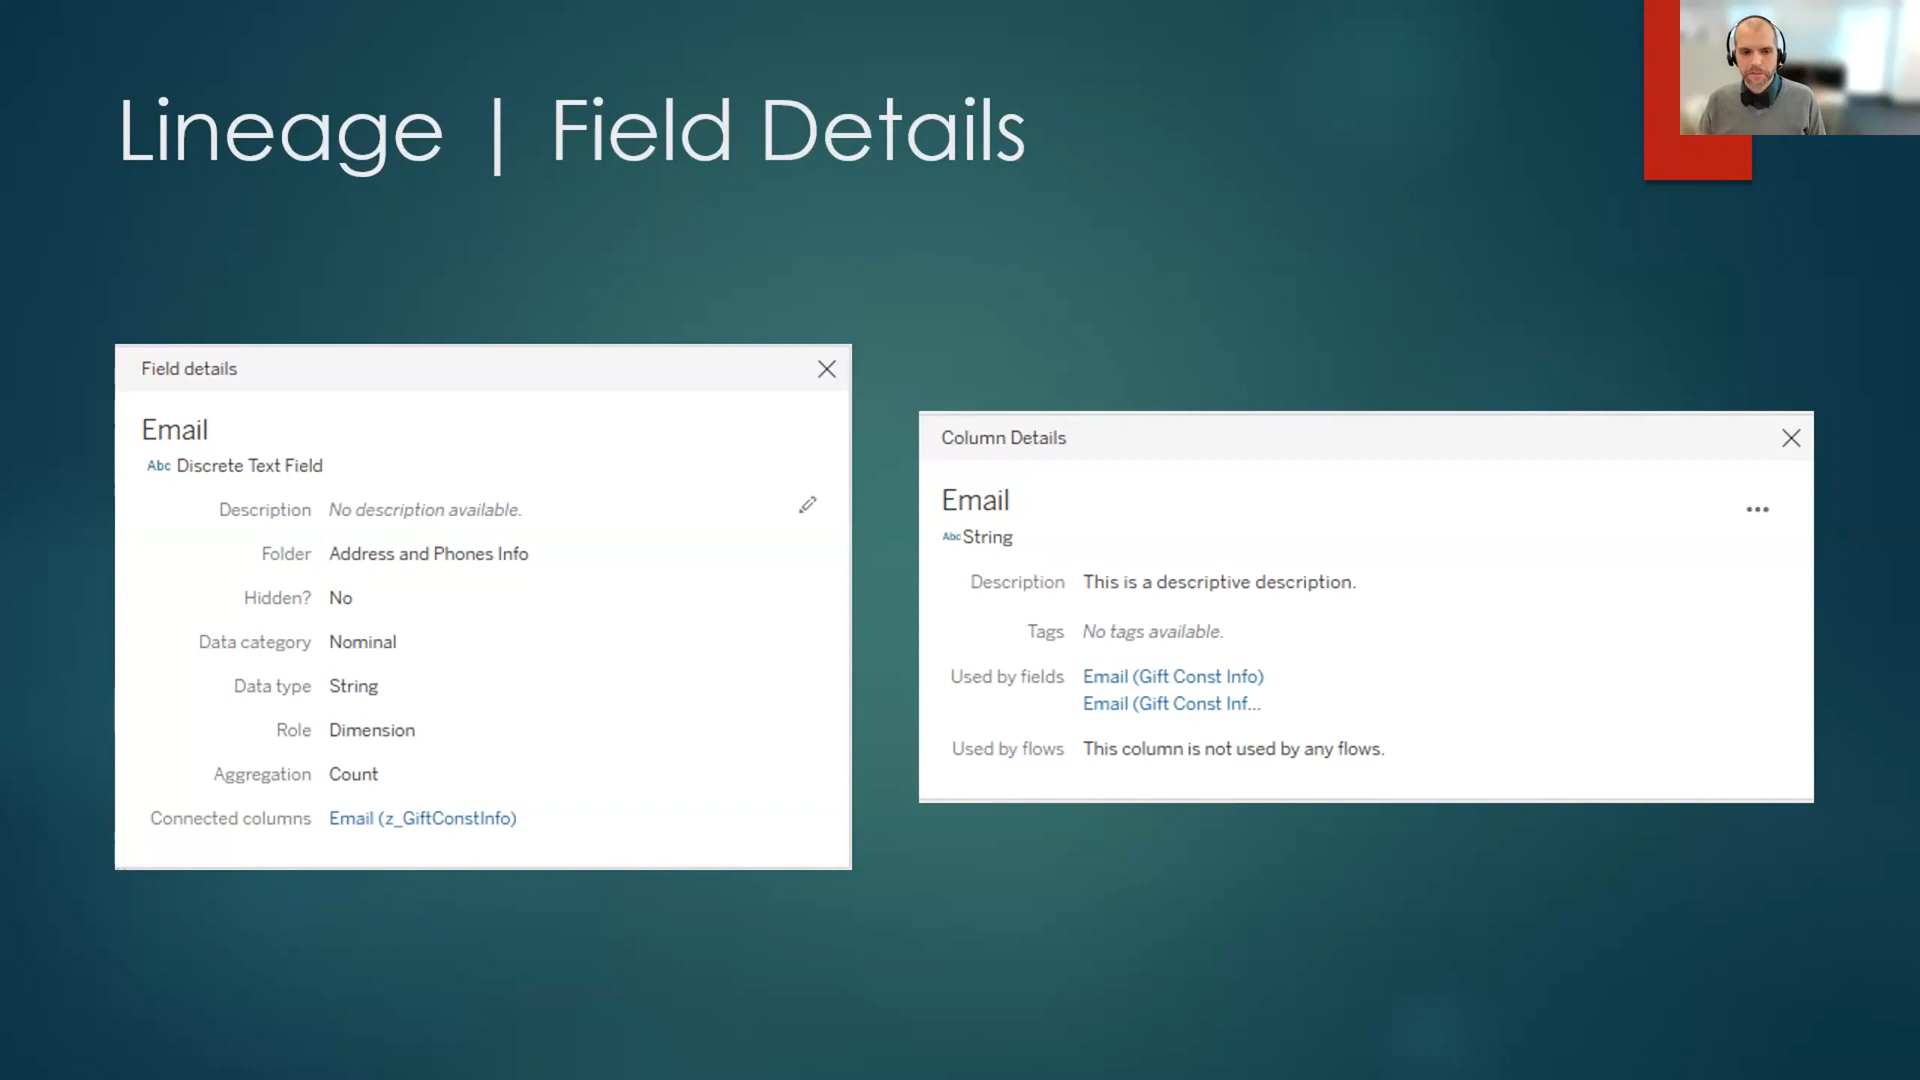 Lineage | Field Details
Field details
Email
Abc Discrete Text Field
Description No description available.
Folder Address and Phones Info
Hidden? No
Data category Nominal
Data type String
Role Dimension
Aggregation Count
Connected columns Email (z_GiftConstInfo)
Column Details
Email
Abc String
Description This is a descriptive description.
Tags No tags available.
Used by fields Email (Gift Const Info)
Email (Gift Const Inf...
Used by flows This column is not used by any flows.